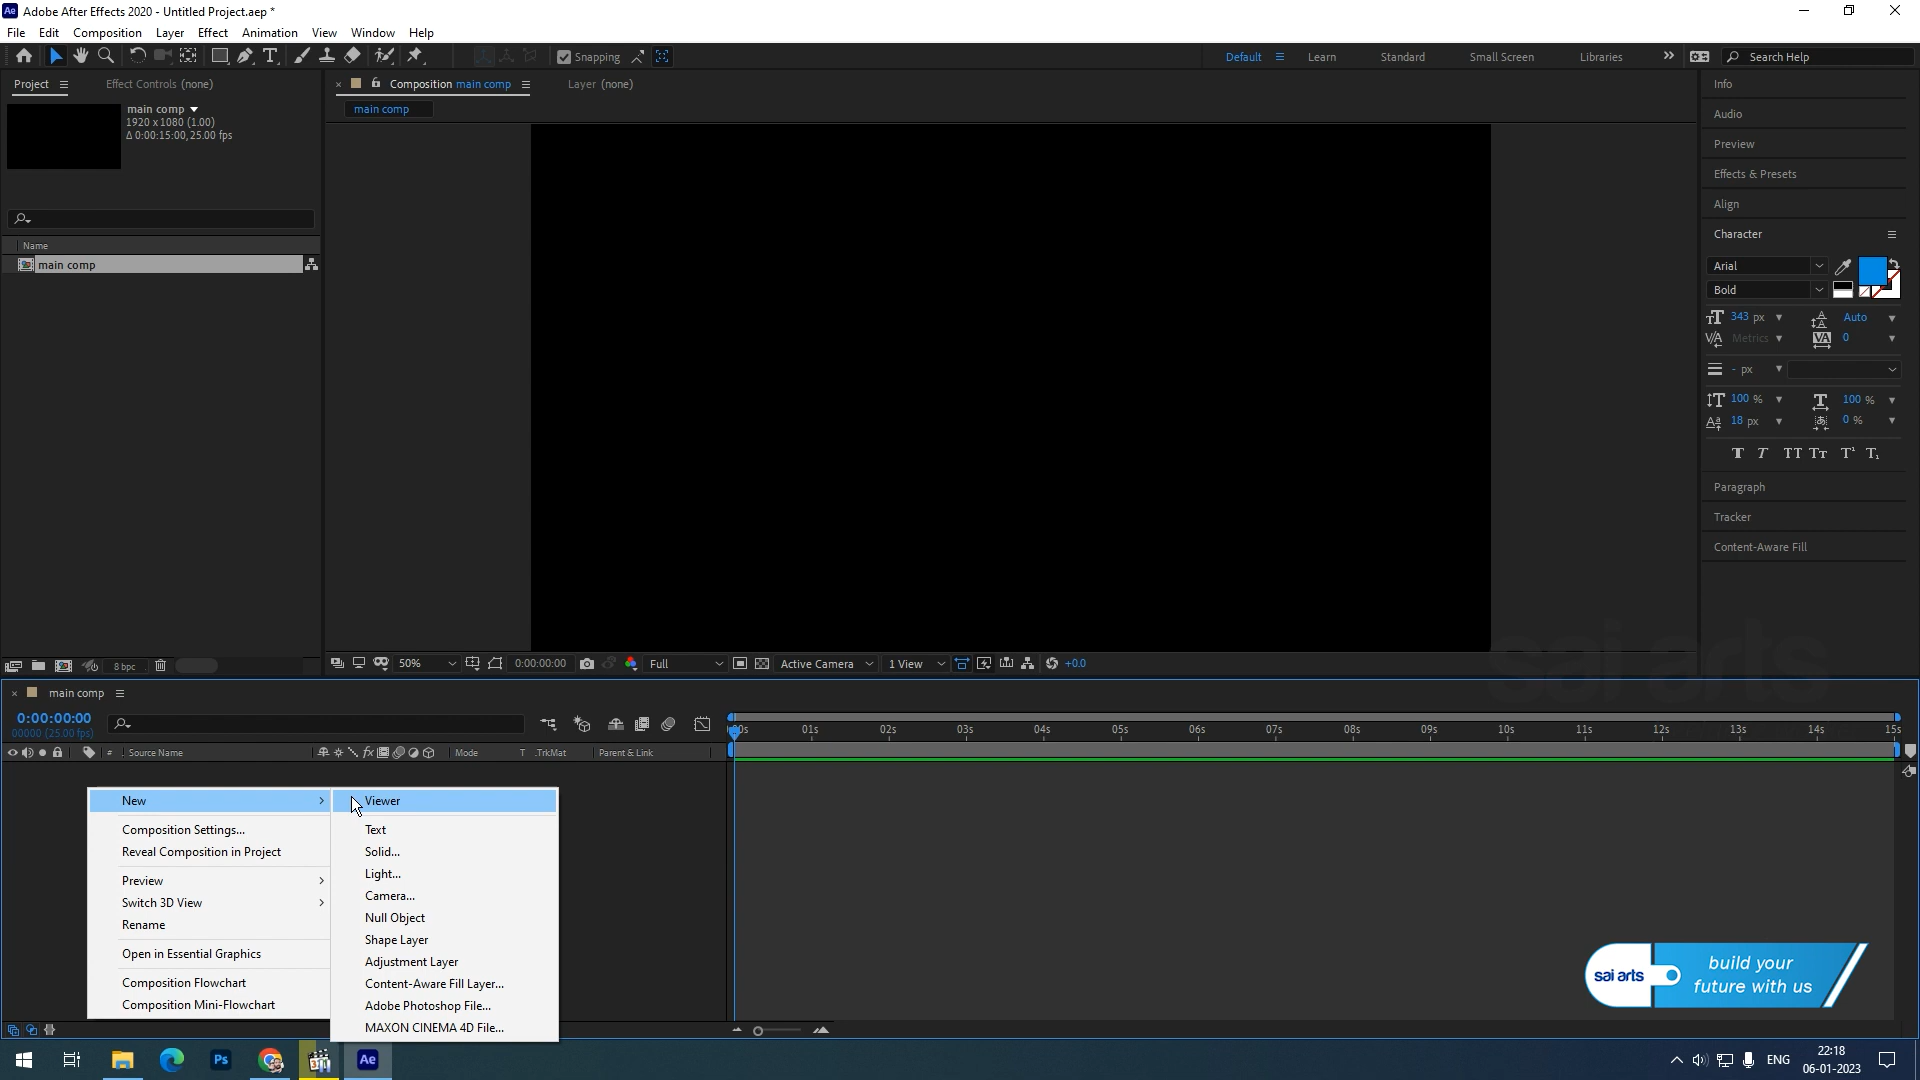 Adobe After Effects 2020 - Untitled Project.aep *
File Edit Composition Layer Effect Animation View Window Help
Snapping
Default Learn Standard Small Screen Libraries Search Help
Project Effect Controls (none)
Composition main comp Layer (none)
main comp
main comp
1920 x 1080 (1.00)
Δ 0:00:15:00, 25.00 fps
Name
main comp
8 bpc
50% 0:00:00:00 Full Active Camera 1 View +0.0
Info
Audio
Preview
Effects & Presets
Align
Character
Arial
Bold
343 px Auto
Metrics 0
- px
100 % 100 %
18 px 0 %
Paragraph
Tracker
Content-Aware Fill
sai arts
main comp
0:00:00:00
00000 (25.00 fps)
# Source Name Mode T .TrkMat Parent & Link
00s 01s 02s 03s 04s 05s 06s 07s 08s 09s 10s 11s 12s 13s 14s 15s
New
Composition Settings...
Reveal Composition in Project
Preview
Switch 3D View
Rename
Open in Essential Graphics
Composition Flowchart
Composition Mini-Flowchart
Viewer
Text
Solid...
Light...
Camera...
Null Object
Shape Layer
Adjustment Layer
Content-Aware Fill Layer...
Adobe Photoshop File...
MAXON CINEMA 4D File...
sai arts
build your
future with us
Ps
Ae
ENG
22:18
06-01-2023